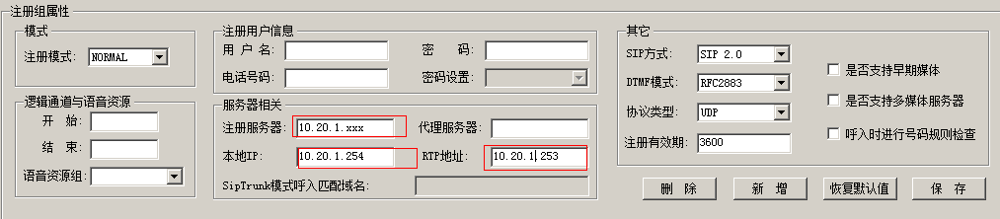 注册组属性
模式
注册模式： NORMAL
逻辑通道与语音资源
开 始：
结 束：
语音资源组：
注册用户信息
用 户 名： 密 码：
电话号码： 密码设置：
服务器相关
注册服务器： 10.20.1.xxx 代理服务器：
本地IP： 10.20.1.254 RTP地址： 10.20.1.253
SipTrunk模式呼入匹配域名：
其它
SIP方式： SIP 2.0
DTMF模式： RFC2883
协议类型： UDP
注册有效期： 3600
是否支持早期媒体
是否支持多媒体服务器
呼入时进行号码规则检查
删 除 新 增 恢复默认值 保 存